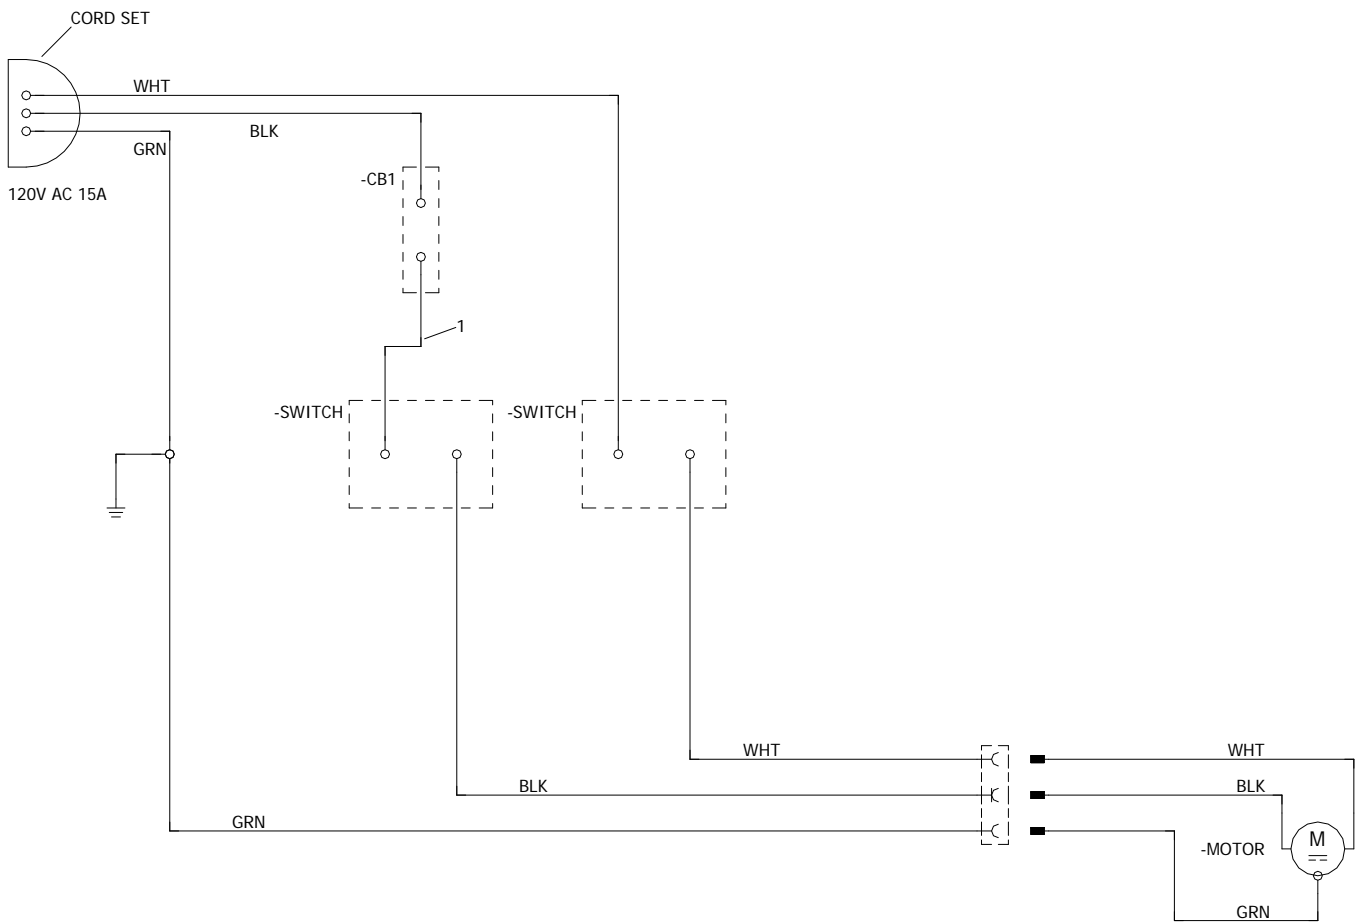 CORD SET
WHT
BLK
GRN
120V AC 15A
-CB1
1
-SWITCH
-SWITCH
WHT
WHT
BLK
BLK
GRN
-MOTOR
M
GRN